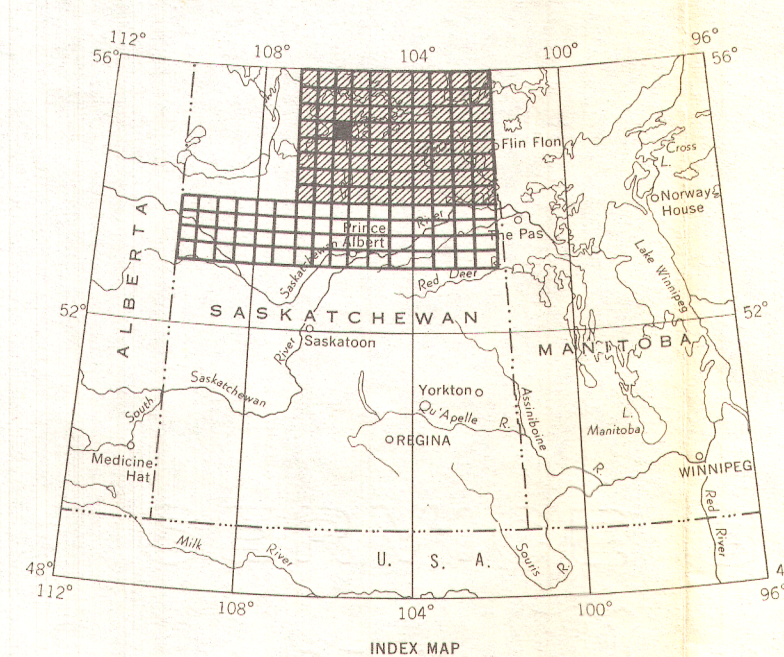 112°
108°
104°
100°
96°
56°
56°
Flin Flon
Cross
L.
Norway
House
Prince
Albert
River
The Pas
Saskatchewan
Red Deer R.
Lake Winnipeg
ALBERTA
52°
SASKATCHEWAN
52°
Saskatoon
MANITOBA
River
Saskatchewan
South
Yorkton
Qu'Apelle
R.
Assiniboine
L.
Manitoba
REGINA
Medicine
Hat
R.
WINNIPEG
Red
River
Milk
River
U. S. A.
Souris
R.
48°
4
112°
108°
104°
100°
96°
INDEX MAP